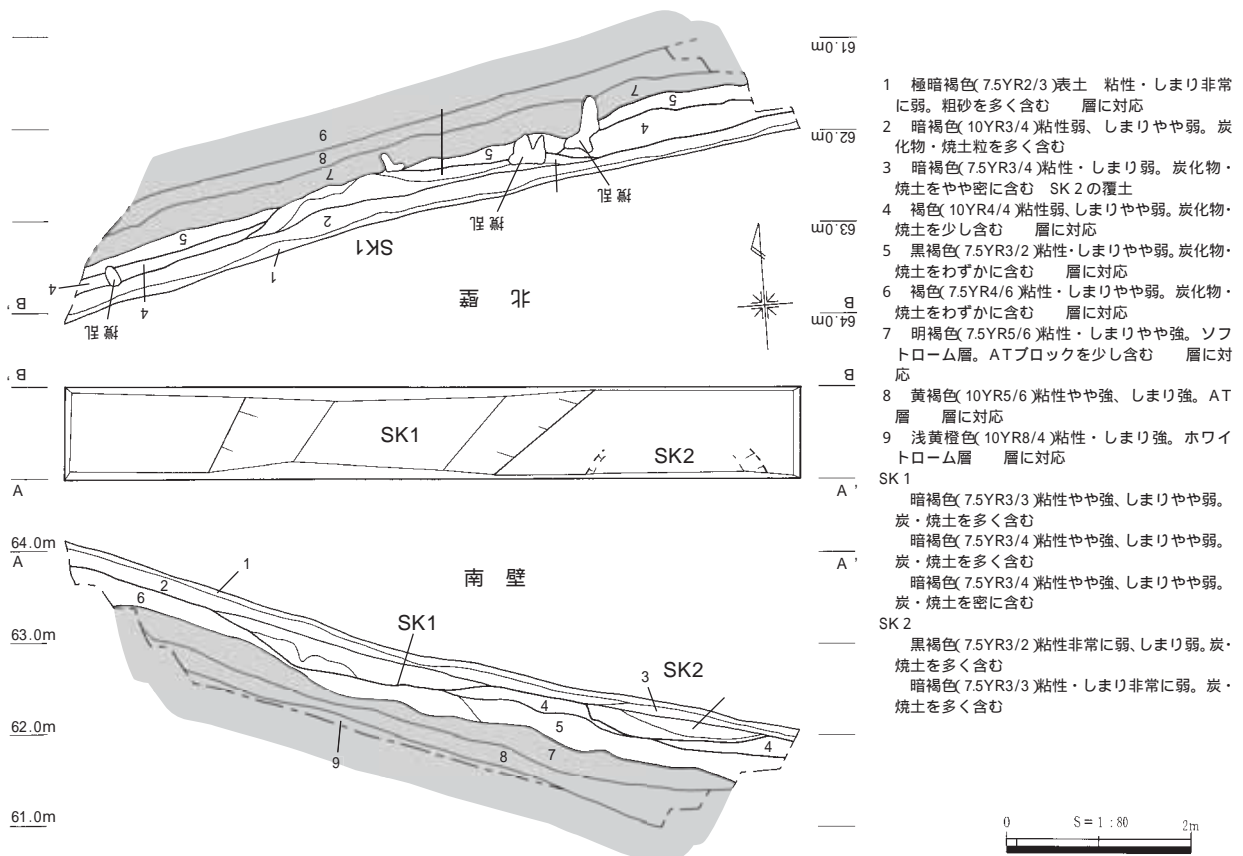 61.0m
62.0m
63.0m
64.0m
9
8
7
5
7
5
4
5
2
撹乱
撹乱
SK1
1
5
4
4
撹乱
撹乱
北 壁
B'
B
B'
B
SK1
SK2
A
A'
64.0m
A
A'
南 壁
1
2
6
SK1
63.0m
SK2
3
4
5
4
62.0m
7
8
9
61.0m
1 極暗褐色(7.5YR2/3)表土 粘性・しまり非常
に弱。粗砂を多く含む 層に対応
2 暗褐色(10YR3/4)粘性弱、しまりやや弱。炭
化物・焼土粒を多く含む
3 暗褐色(7.5YR3/4)粘性・しまり弱。炭化物・
焼土をやや密に含む SK2の覆土
4 褐色(10YR4/4)粘性弱、しまりやや弱。炭化物・
焼土を少し含む 層に対応
5 黒褐色(7.5YR3/2)粘性・しまりやや弱。炭化物・
焼土をわずかに含む 層に対応
6 褐色(7.5YR4/6)粘性・しまりやや弱。炭化物・
焼土をわずかに含む 層に対応
7 明褐色(7.5YR5/6)粘性・しまりやや強。ソフ
トローム層。ATブロックを少し含む 層に対
応
8 黄褐色(10YR5/6)粘性やや強、しまり強。AT
層 層に対応
9 浅黄橙色(10YR8/4)粘性・しまり強。ホワイ
トローム層 層に対応
SK1
暗褐色(7.5YR3/3)粘性やや強、しまりやや弱。
炭・焼土を多く含む
暗褐色(7.5YR3/4)粘性やや強、しまりやや弱。
炭・焼土を多く含む
暗褐色(7.5YR3/4)粘性やや強、しまりやや弱。
炭・焼土を密に含む
SK2
黒褐色(7.5YR3/2)粘性非常に弱、しまり弱。炭・
焼土を多く含む
暗褐色(7.5YR3/3)粘性・しまり非常に弱。炭・
焼土を多く含む
0 S=1:80 2m